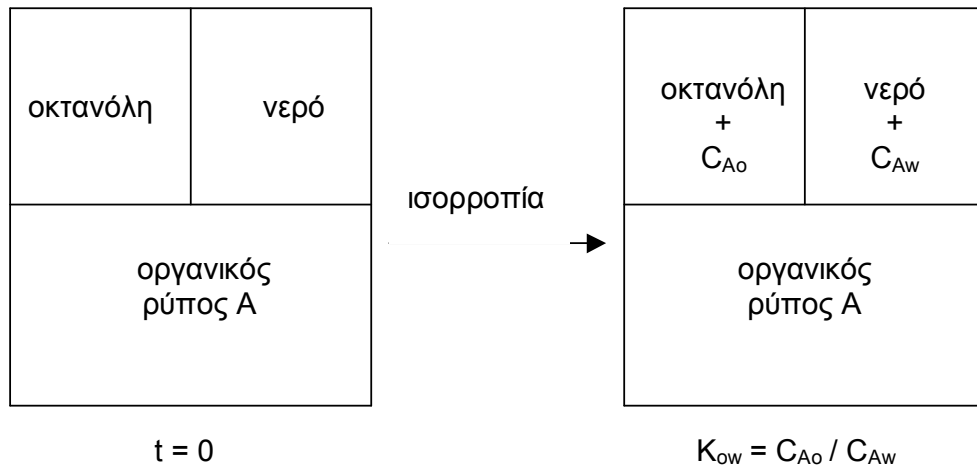 οκτανόλη
νερό
οργανικός
ρύπος Α
t = 0
ισορροπία
οκτανόλη
+
C_Ao
νερό
+
C_Aw
οργανικός
ρύπος Α
K_ow = C_Ao / C_Aw